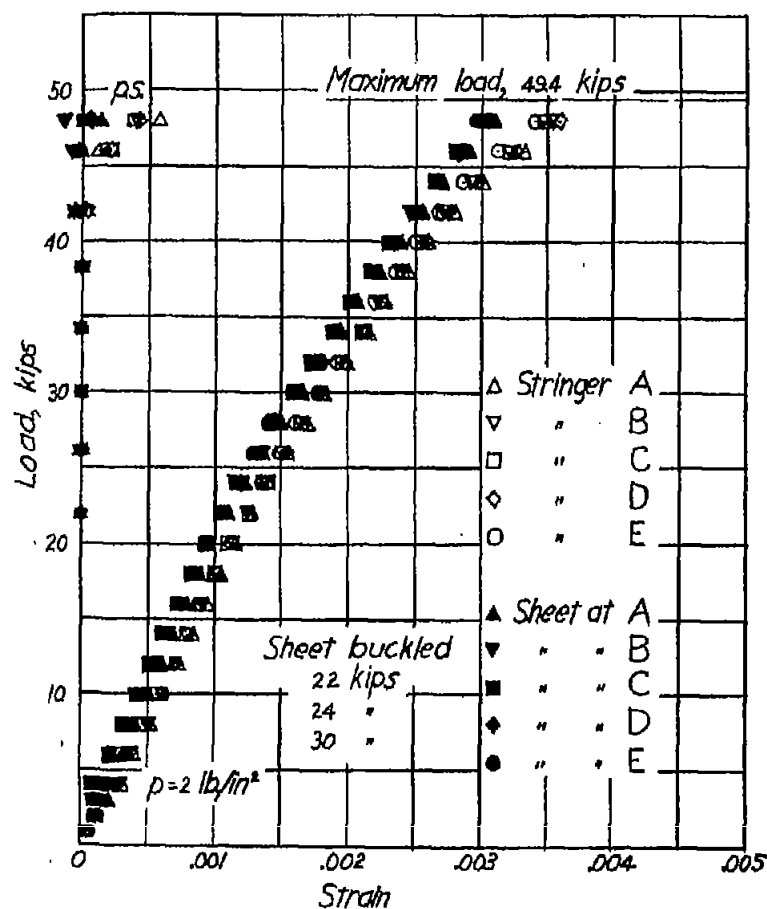 50 p.s. Maximum load, 49.4 kips
40
Load, kips
30
20
10
△ Stringer A
▽ " B
□ " C
◇ " D
○ " E
▲ Sheet at A
▼ " " B
■ " " C
◆ " " D
● " " E
Sheet buckled
22 kips
24 "
30 "
p=2 lb/in²
0 .001 .002 .003 .004 .005
Strain